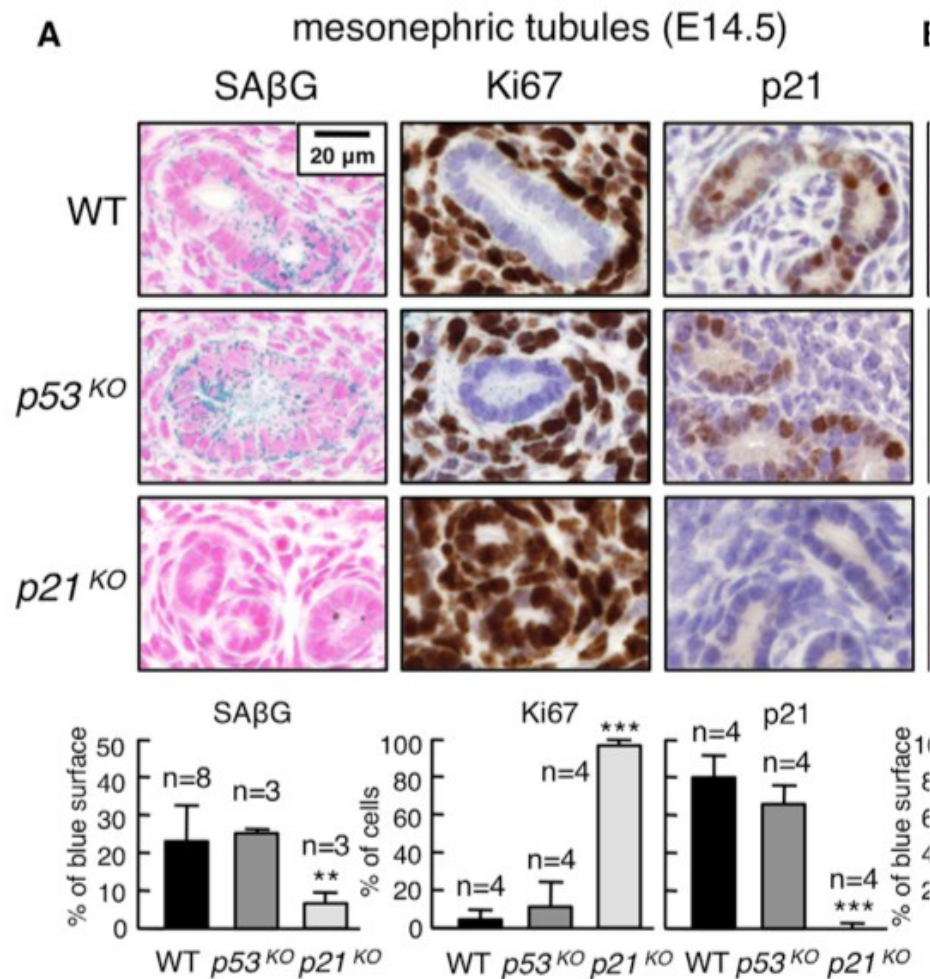 A
mesonephric tubules (E14.5)
SAβG Ki67 p21
20 µm
WT
p53 KO
p21 KO
SAβG Ki67 p21
% of blue surface
50
40
30
20
10
0
n=8
n=3
n=3
**
WT p53 KO p21 KO
% of cells
100
80
60
40
20
0
n=4
n=4
n=4
***
WT p53 KO p21 KO
n=4
n=4
n=4
***
WT p53 KO p21 KO
% of blue surface